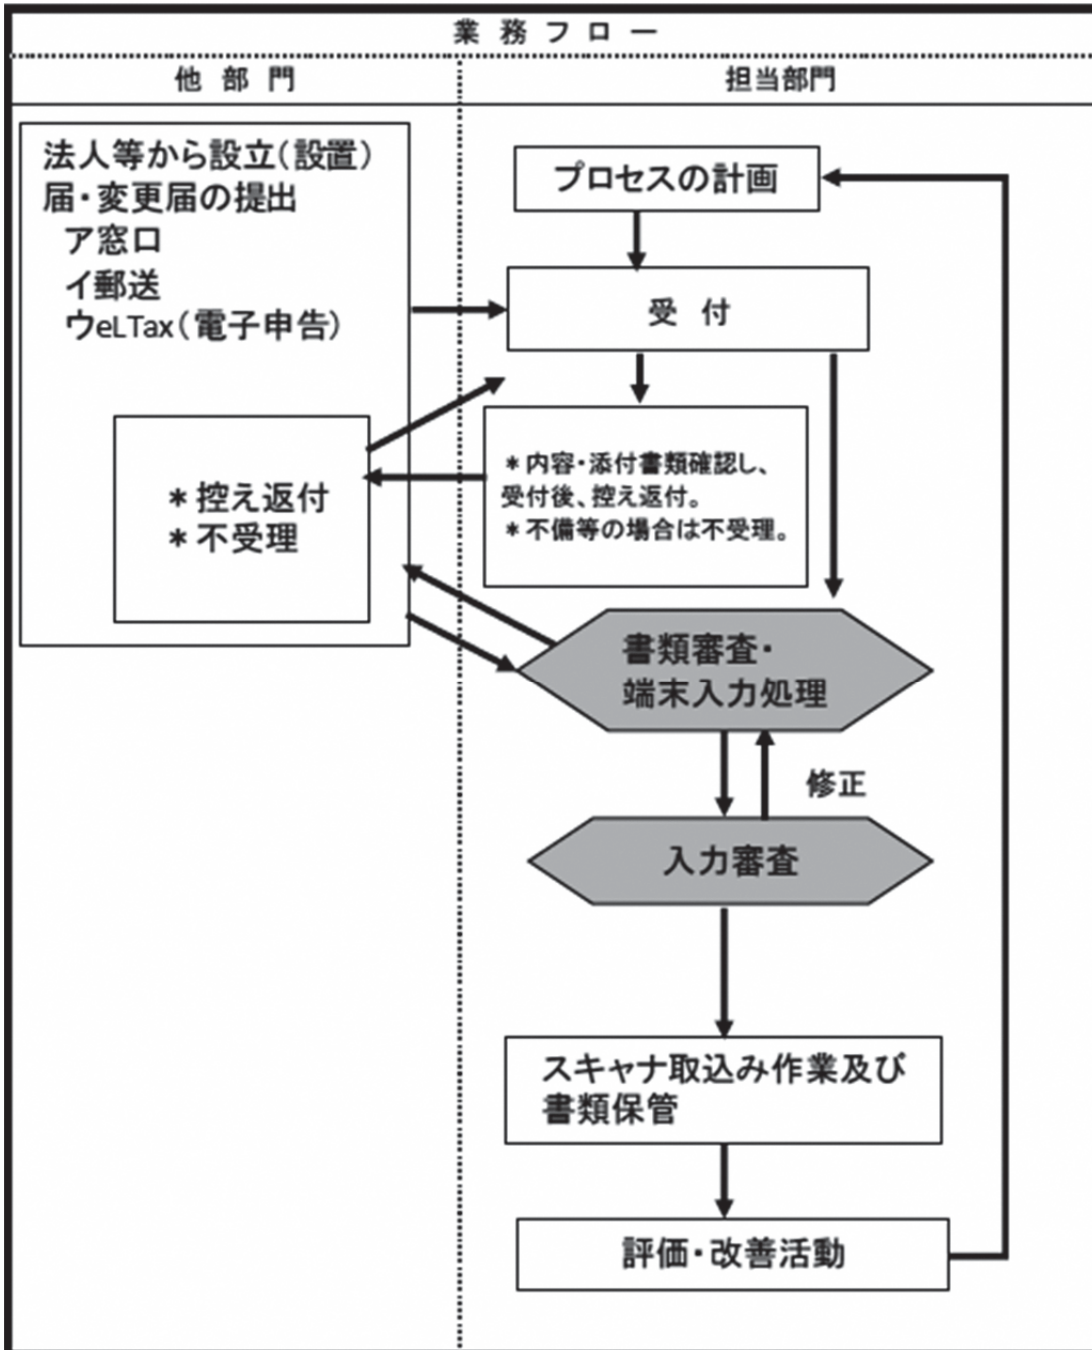 業務フロー
他部門
担当部門
法人等から設立（設置）
届・変更届の提出
ア窓口
イ郵送
ウeLTax（電子申告）
＊控え返付
＊不受理
プロセスの計画
受付
＊内容・添付書類確認し、
受付後、控え返付。
＊不備等の場合は不受理。
書類審査・
端末入力処理
修正
入力審査
スキャナ取込み作業及び
書類保管
評価・改善活動